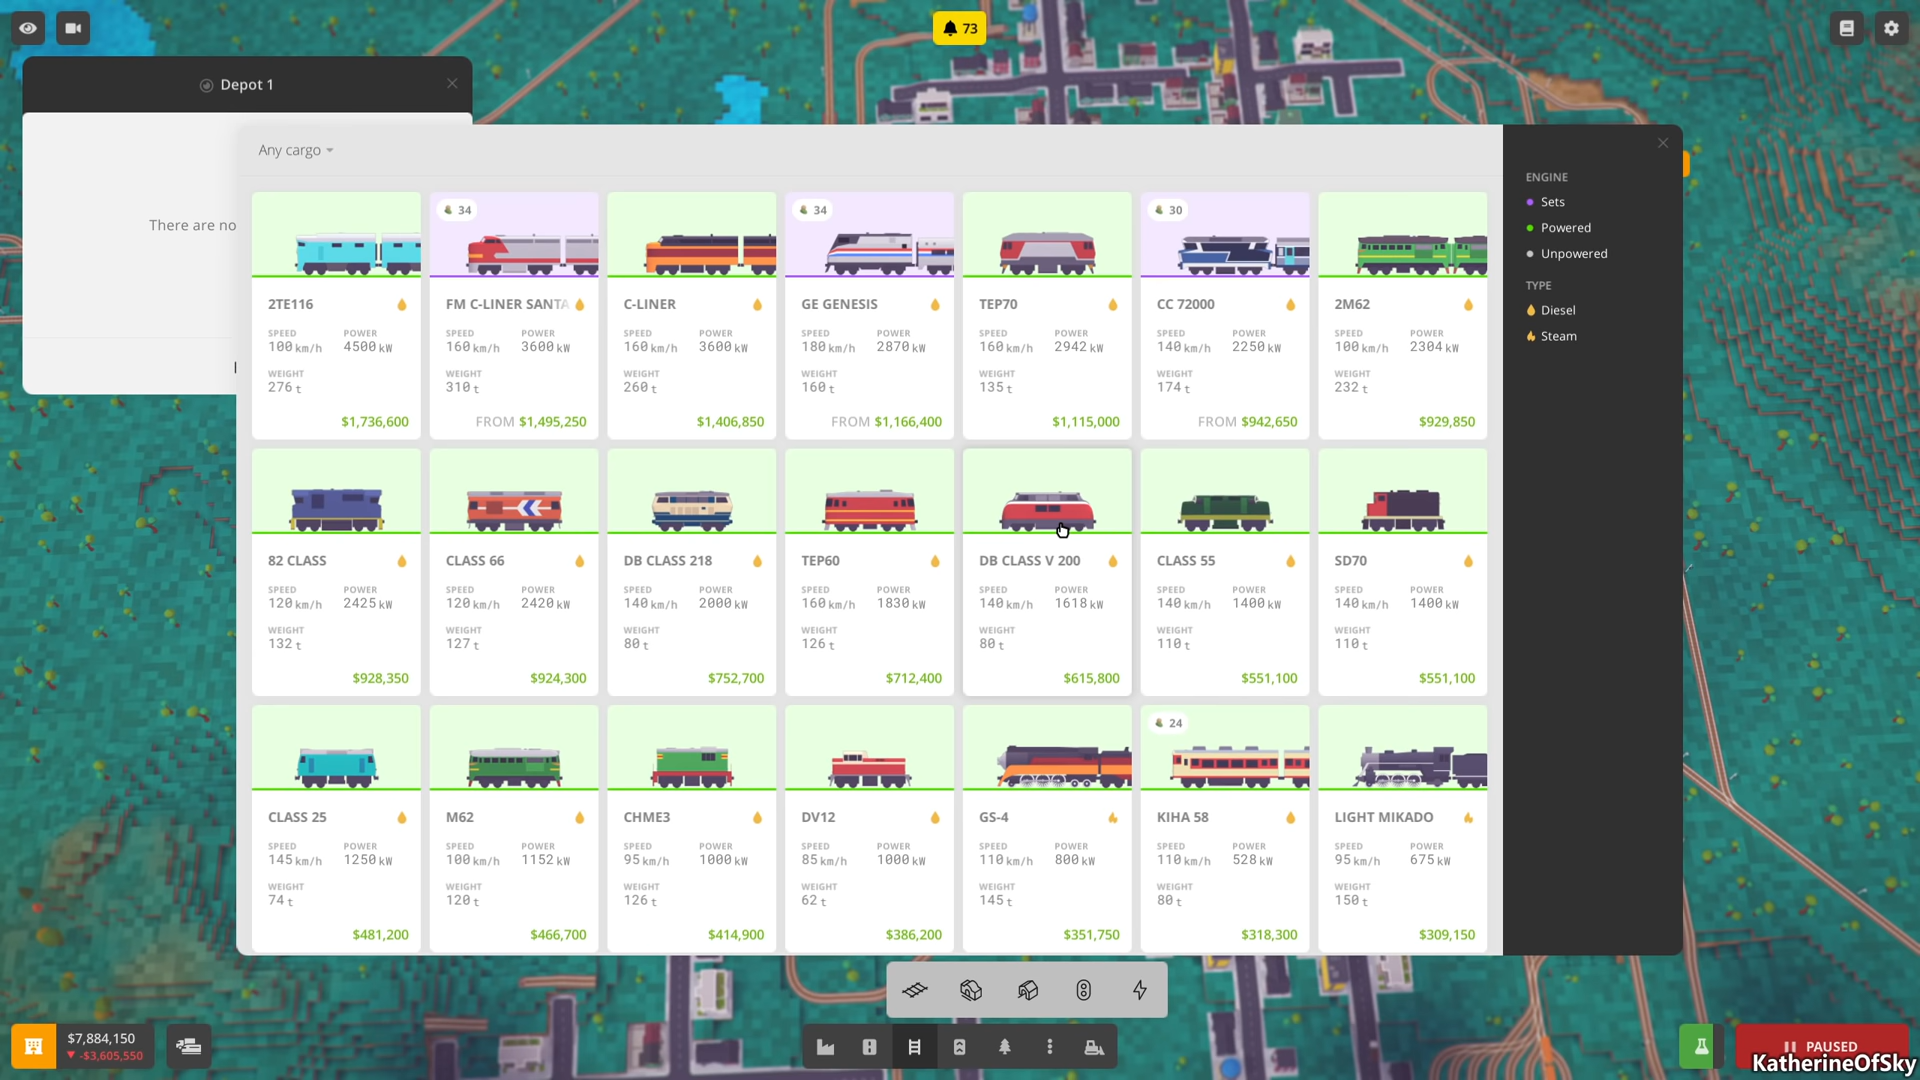 73
Depot 1
There are no
Any cargo
34
34
30
2TE116
FM C-LINER SANTA
C-LINER
GE GENESIS
TEP70
CC 72000
2M62
SPEED POWER SPEED POWER SPEED POWER SPEED POWER SPEED POWER SPEED POWER SPEED POWER
100 km/h 4500 kW 160 km/h 3600 kW 160 km/h 3600 kW 180 km/h 2870 kW 160 km/h 2942 kW 140 km/h 2250 kW 100 km/h 2304 kW
WEIGHT WEIGHT WEIGHT WEIGHT WEIGHT WEIGHT WEIGHT
276 t 310 t 260 t 160 t 135 t 174 t 232 t
$1,736,600 FROM $1,495,250 $1,406,850 FROM $1,166,400 $1,115,000 FROM $942,650 $929,850
82 CLASS CLASS 66 DB CLASS 218 TEP60 DB CLASS V 200 CLASS 55 SD70
SPEED POWER SPEED POWER SPEED POWER SPEED POWER SPEED POWER SPEED POWER SPEED POWER
120 km/h 2425 kW 120 km/h 2420 kW 140 km/h 2000 kW 160 km/h 1830 kW 140 km/h 1618 kW 140 km/h 1400 kW 140 km/h 1400 kW
WEIGHT WEIGHT WEIGHT WEIGHT WEIGHT WEIGHT WEIGHT
132 t 127 t 80 t 126 t 80 t 110 t 110 t
$928,350 $924,300 $752,700 $712,400 $615,800 $551,100 $551,100
24
CLASS 25 M62 CHME3 DV12 GS-4 KIHA 58 LIGHT MIKADO
SPEED POWER SPEED POWER SPEED POWER SPEED POWER SPEED POWER SPEED POWER SPEED POWER
145 km/h 1250 kW 100 km/h 1152 kW 95 km/h 1000 kW 85 km/h 1000 kW 110 km/h 800 kW 110 km/h 528 kW 95 km/h 675 kW
WEIGHT WEIGHT WEIGHT WEIGHT WEIGHT WEIGHT WEIGHT
74 t 120 t 126 t 62 t 145 t 80 t 150 t
$481,200 $466,700 $414,900 $386,200 $351,750 $318,300 $309,150
ENGINE
Sets
Powered
Unpowered
TYPE
Diesel
Steam
$7,884,150
-$3,605,550
PAUSED
KatherineOfSky